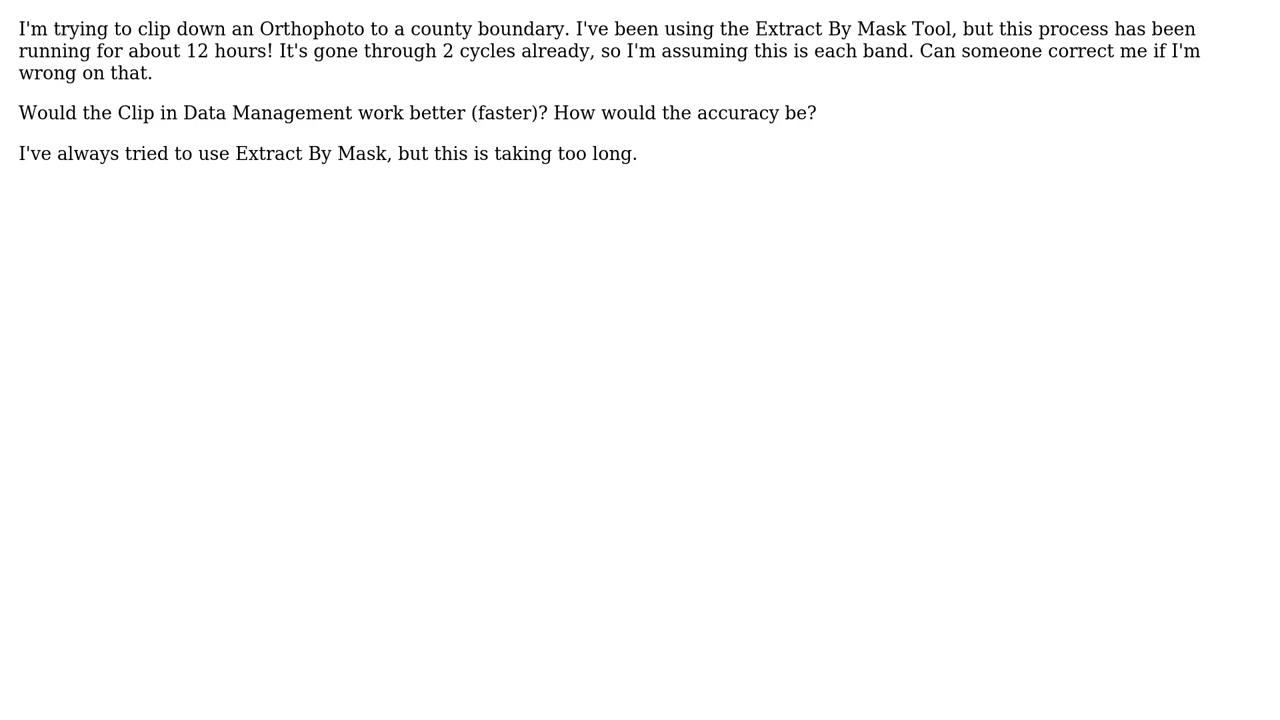 I'm trying to clip down an Orthophoto to a county boundary. I've been using the Extract By Mask Tool, but this process has been
running for about 12 hours! It's gone through 2 cycles already, so I'm assuming this is each band. Can someone correct me if I'm
wrong on that.
Would the Clip in Data Management work better (faster)? How would the accuracy be?
I've always tried to use Extract By Mask, but this is taking too long.